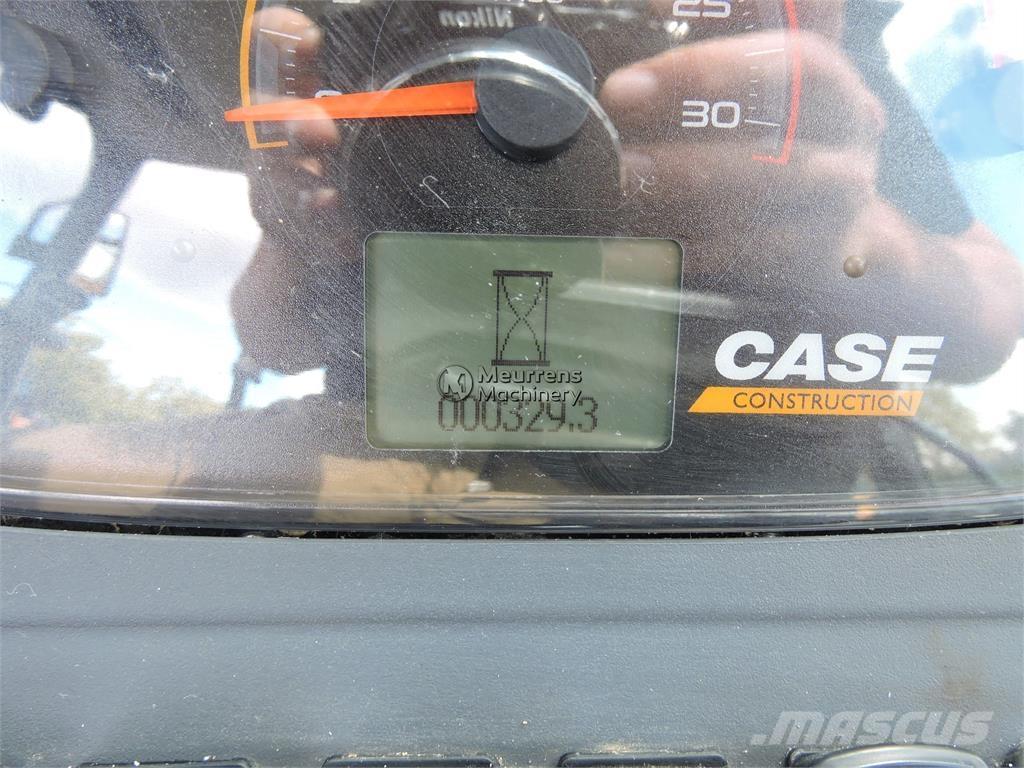 Nikon
25
30
CASE
CONSTRUCTION
M Meurrens
Machinery
000329.3
MASCUS